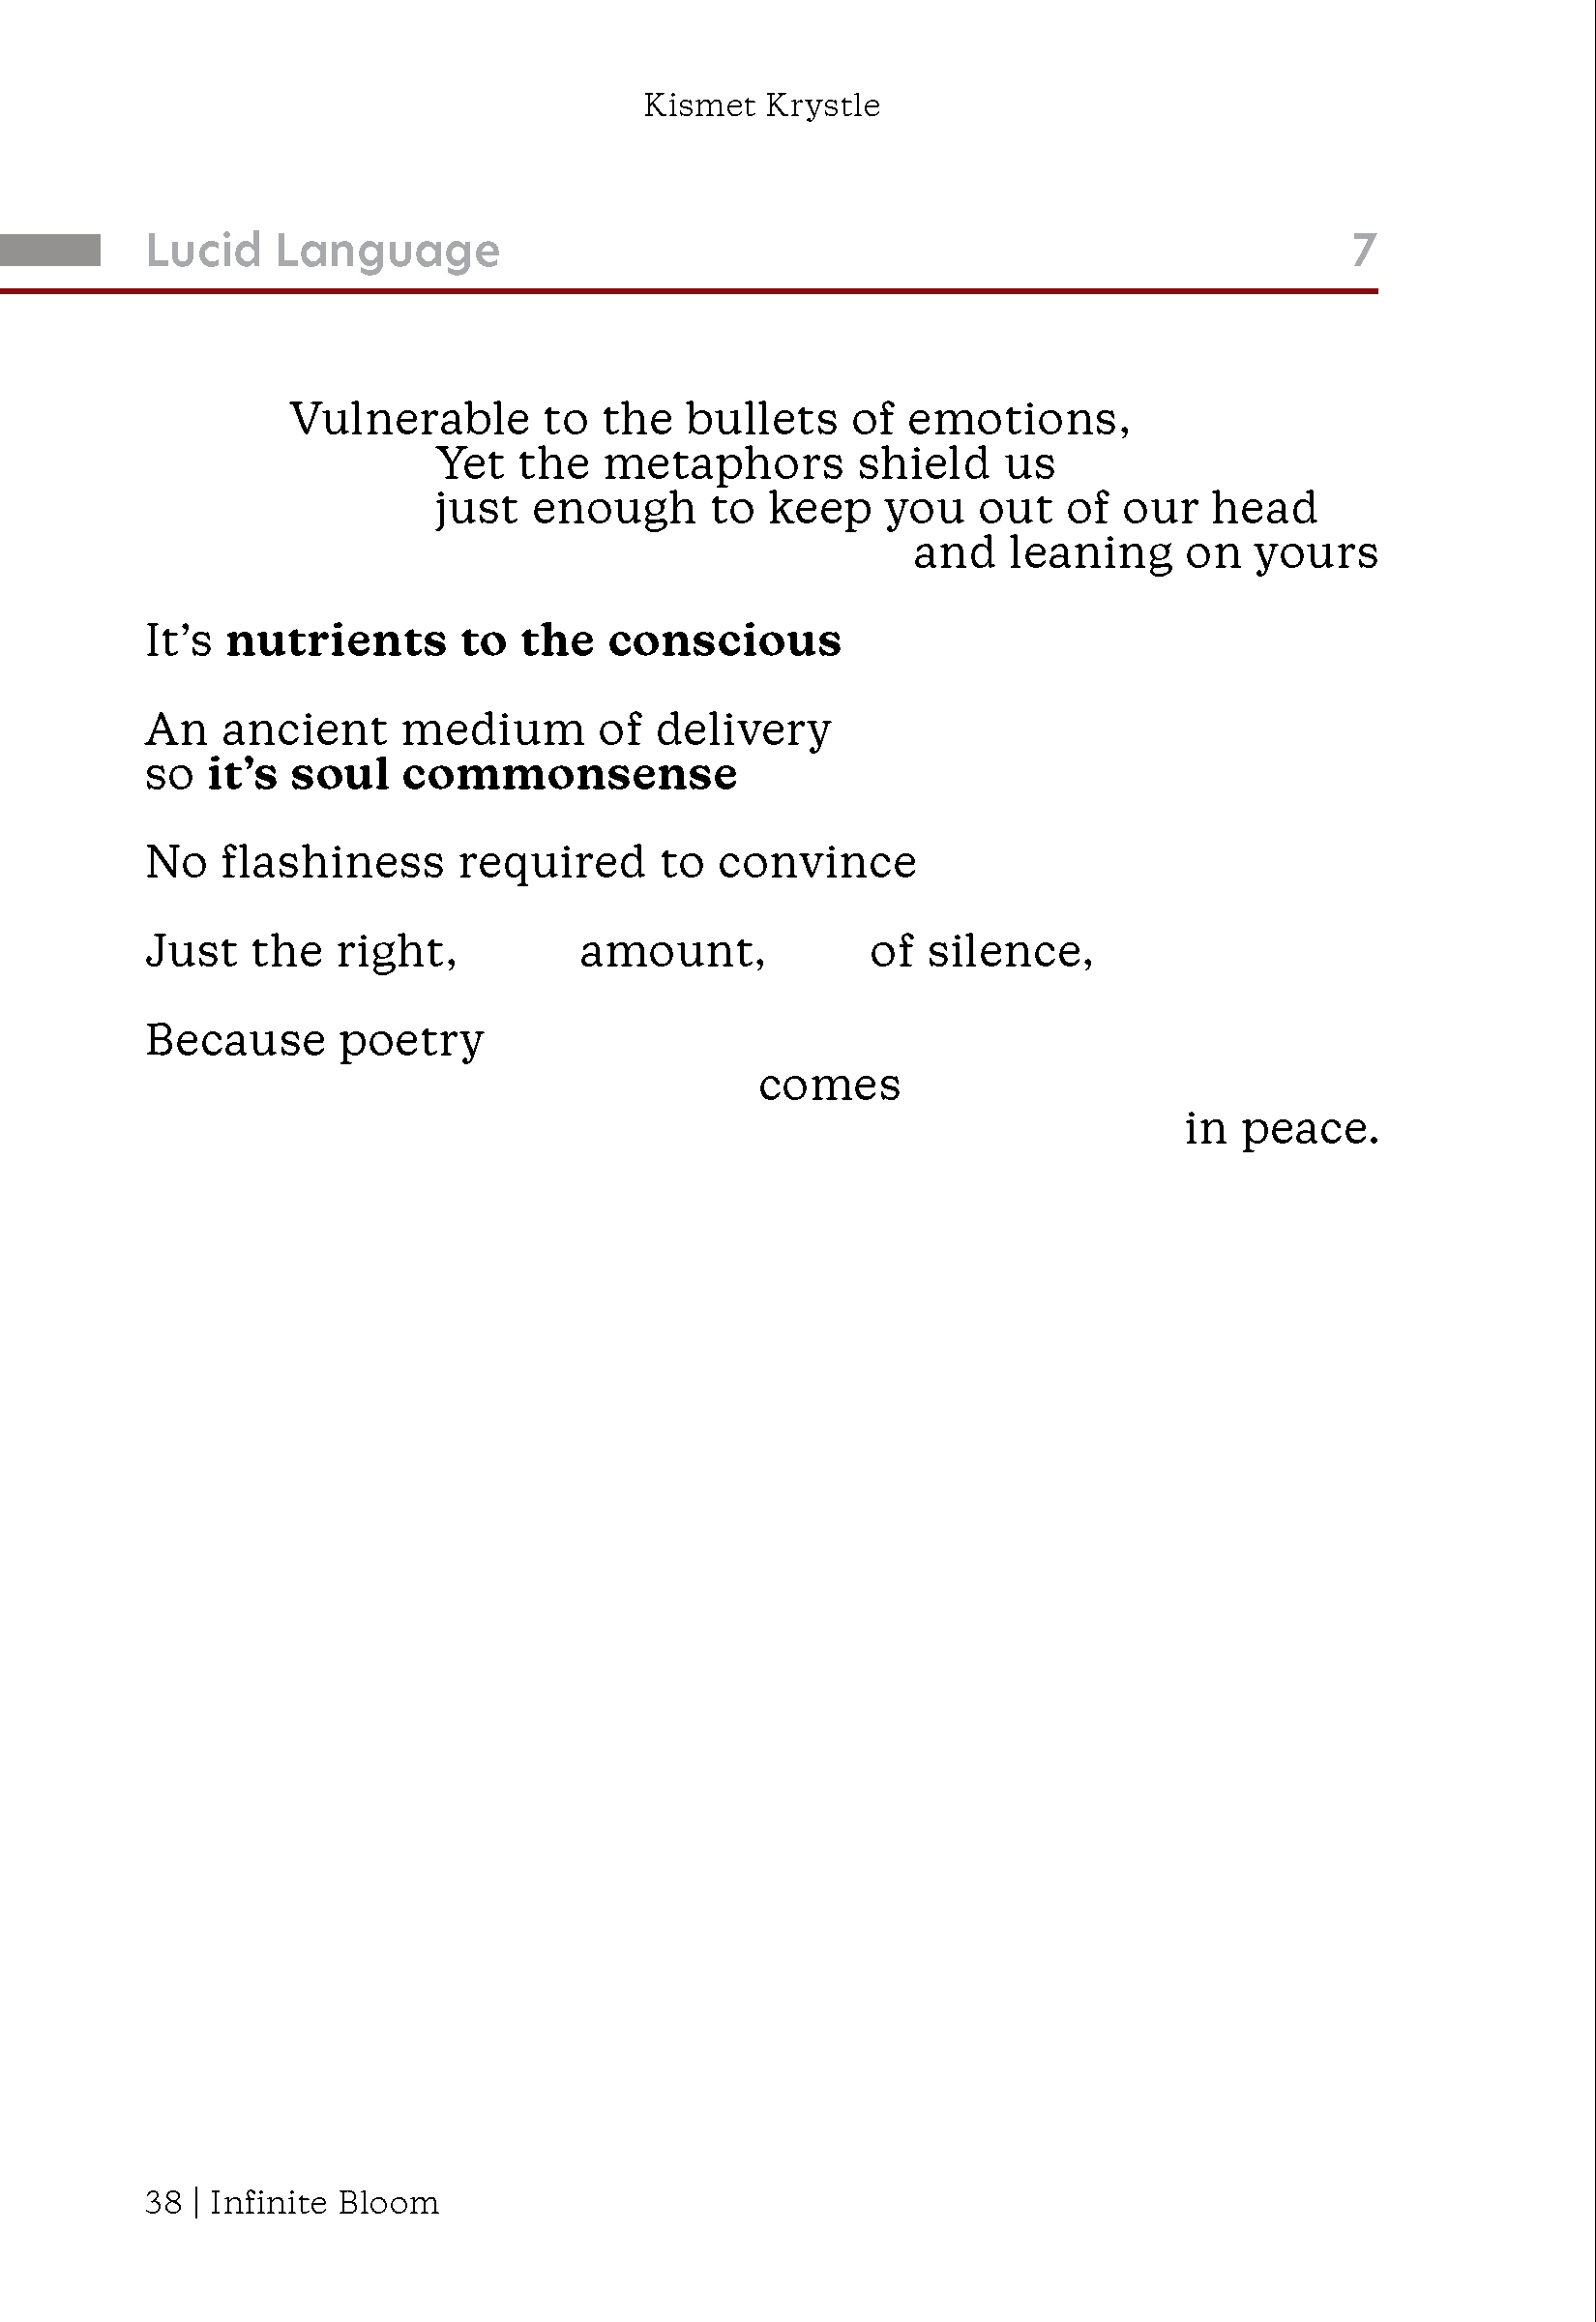 Kismet Krystle
Lucid Language 7
Vulnerable to the bullets of emotions,
Yet the metaphors shield us
just enough to keep you out of our head
and leaning on yours
It’s nutrients to the conscious
An ancient medium of delivery
so it’s soul commonsense
No flashiness required to convince
Just the right, amount, of silence,
Because poetry
comes
in peace.
38 | Infinite Bloom